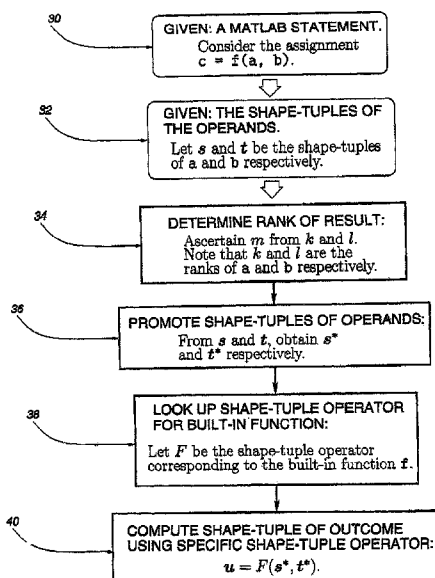 30
GIVEN: A MATLAB STATEMENT.
Consider the assignment
c = f(a, b).
32
GIVEN: THE SHAPE-TUPLES OF
THE OPERANDS.
Let s and t be the shape-tuples
of a and b respectively.
34
DETERMINE RANK OF RESULT:
Ascertain m from k and l.
Note that k and l are the
ranks of a and b respectively.
36
PROMOTE SHAPE-TUPLES OF OPERANDS:
From s and t, obtain s*
and t* respectively.
38
LOOK UP SHAPE-TUPLE OPERATOR
FOR BUILT-IN FUNCTION:
Let F be the shape-tuple operator
corresponding to the built-in function f.
40
COMPUTE SHAPE-TUPLE OF OUTCOME
USING SPECIFIC SHAPE-TUPLE OPERATOR:
u = F(s*, t*).